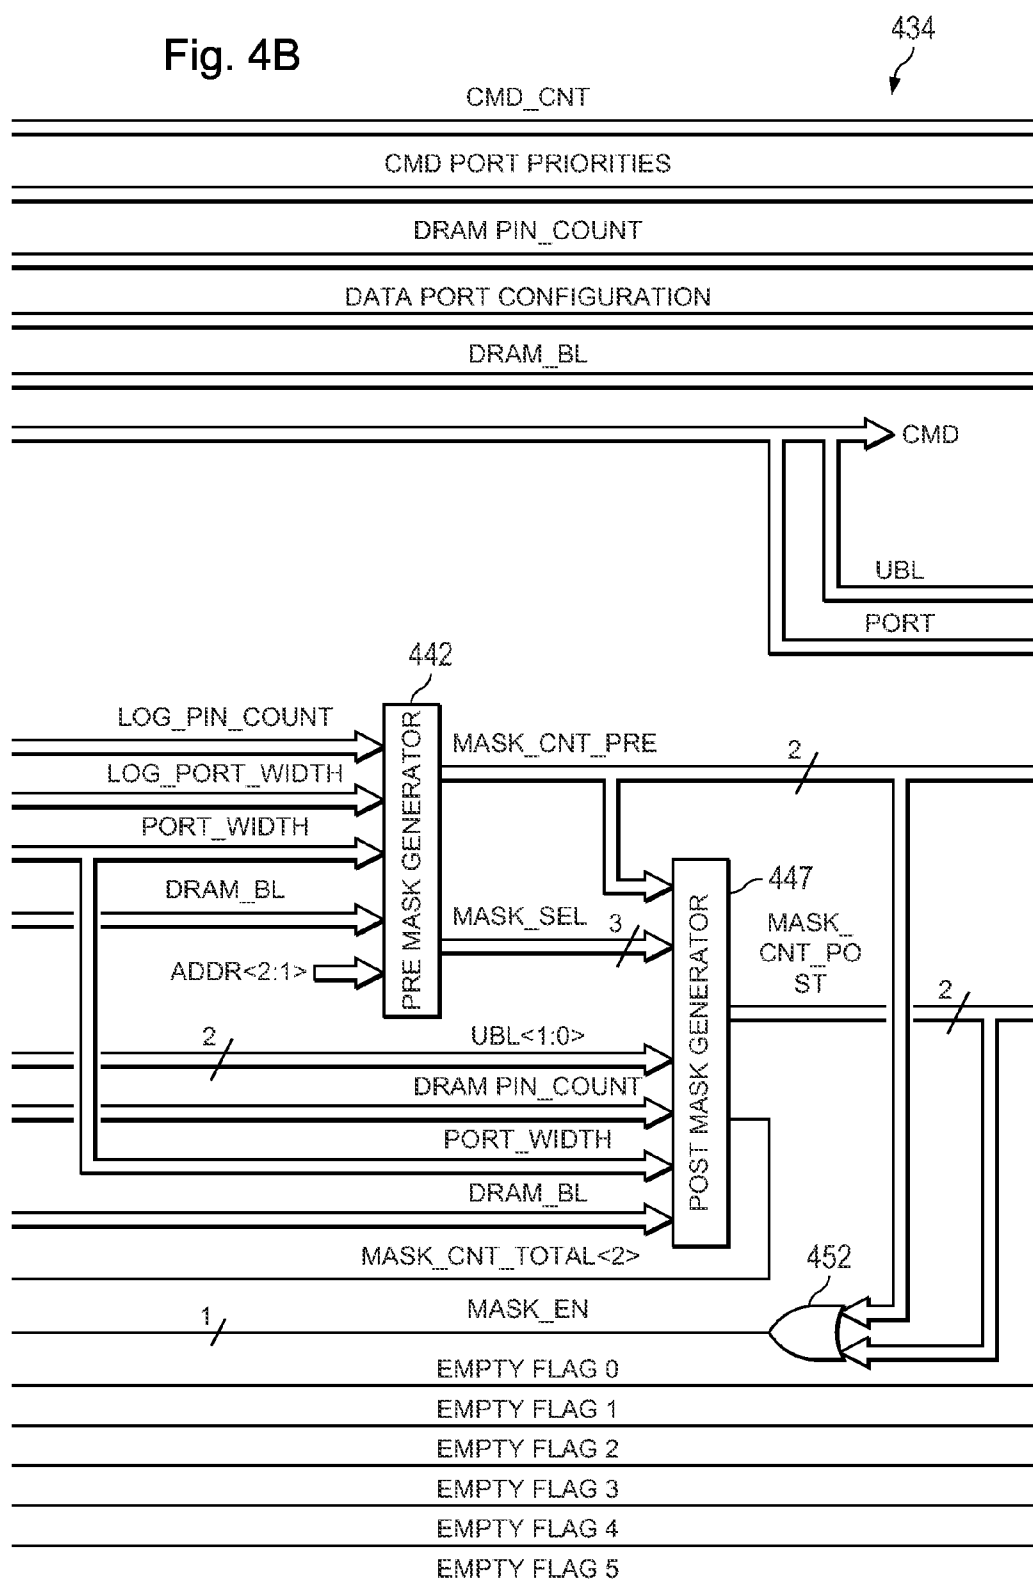 Fig. 4B
434
CMD_CNT
CMD PORT PRIORITIES
DRAM PIN_COUNT
DATA PORT CONFIGURATION
DRAM_BL
CMD
UBL
PORT
442
LOG_PIN_COUNT
MASK_CNT_PRE
2
LOG_PORT_WIDTH
PORT_WIDTH
PRE MASK GENERATOR
447
DRAM_BL
MASK_SEL
3
MASK_
CNT_PO
ST
ADDR<2:1>
2
2
UBL<1:0>
DRAM PIN_COUNT
POST MASK GENERATOR
PORT_WIDTH
DRAM_BL
MASK_CNT_TOTAL<2>
452
1
MASK_EN
EMPTY FLAG 0
EMPTY FLAG 1
EMPTY FLAG 2
EMPTY FLAG 3
EMPTY FLAG 4
EMPTY FLAG 5